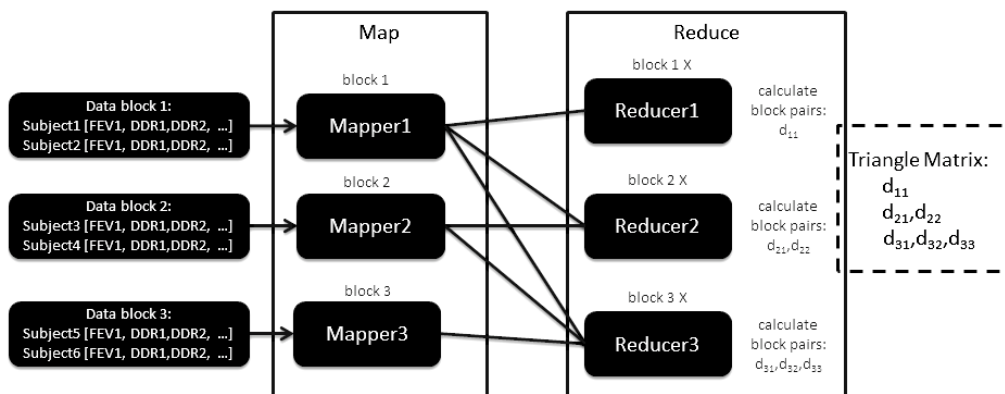 Map
Reduce
block 1
block 1 X
Data block 1:
Subject1 [FEV1, DDR1,DDR2, ...]
Subject2 [FEV1, DDR1,DDR2, ...]
Mapper1
Reducer1
calculate
block pairs:
d11
block 2
block 2 X
Data block 2:
Subject3 [FEV1, DDR1,DDR2, ...]
Subject4 [FEV1, DDR1,DDR2, ...]
Mapper2
Reducer2
calculate
block pairs:
d21,d22
block 3
block 3 X
Data block 3:
Subject5 [FEV1, DDR1,DDR2, ...]
Subject6 [FEV1, DDR1,DDR2, ...]
Mapper3
Reducer3
calculate
block pairs:
d31,d32,d33
Triangle Matrix:
d11
d21,d22
d31,d32,d33